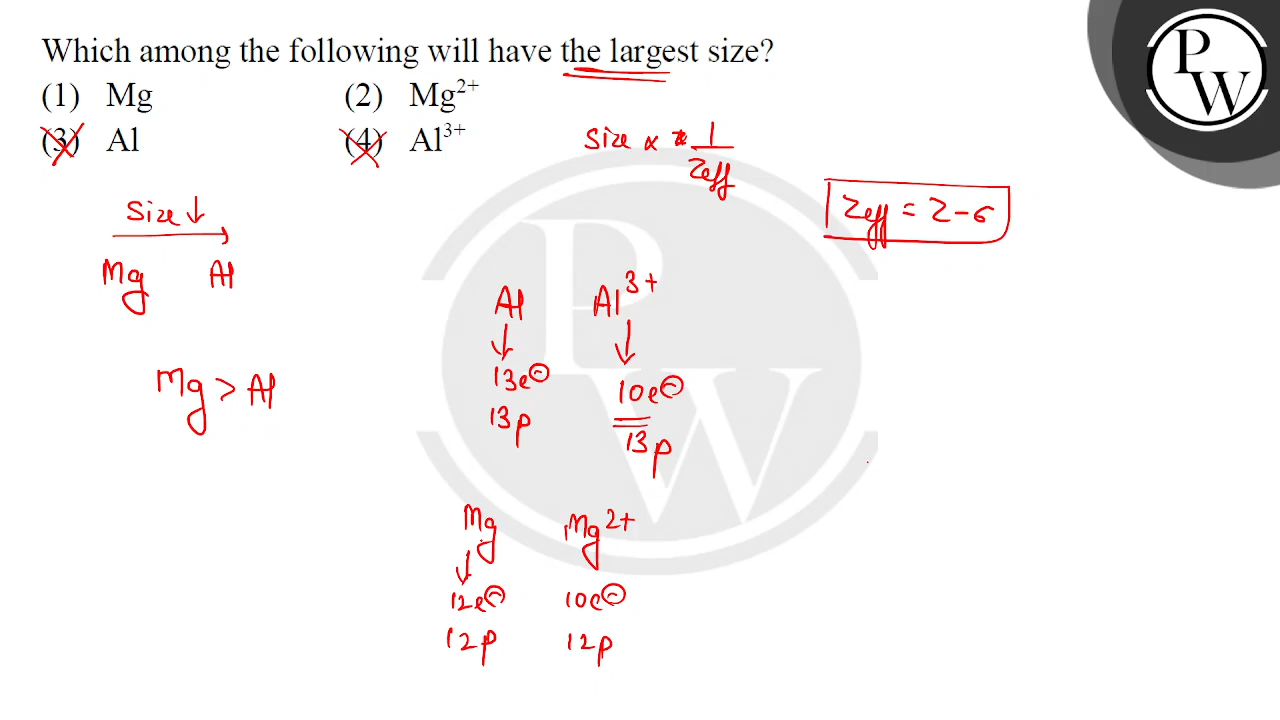 Which among the following will have the largest size?
(1) Mg (2) Mg²⁺
(3) Al (4) Al³⁺
Size ∝ 1/Zeff
Zeff = Z-σ
Size ↓
Mg Al
Mg > Al
Al Al³⁺
↓ ↓
13e⊖ 10e⊖
13p 13p
Mg Mg²⁺
↓
12e⊖ 10e⊖
12p 12p
P
W
P
W